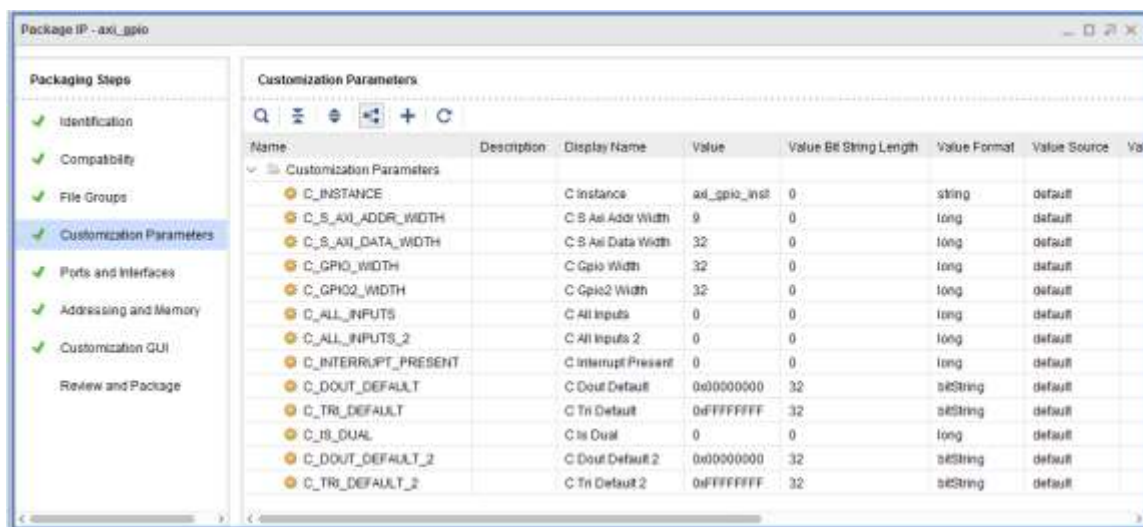 Package IP - axi_gpio
Packaging Steps
Identification
Compatibility
File Groups
Customization Parameters
Ports and Interfaces
Addressing and Memory
Customization GUI
Review and Package
Customization Parameters
Name Description Display Name Value Value Bit String Length Value Format Value Source Va
Customization Parameters
C_INSTANCE C Instance axi_gpio_inst 0 string default
C_S_AXI_ADDR_WIDTH C S Axi Addr Width 9 0 long default
C_S_AXI_DATA_WIDTH C S Axi Data Width 32 0 long default
C_GPIO_WIDTH C Gpio Width 32 0 long default
C_GPIO2_WIDTH C Gpio2 Width 32 0 long default
C_ALL_INPUTS C All Inputs 0 0 long default
C_ALL_INPUTS_2 C All Inputs 2 0 0 long default
C_INTERRUPT_PRESENT C Interrupt Present 0 0 long default
C_DOUT_DEFAULT C Dout Default 0x00000000 32 bitString default
C_TRI_DEFAULT C Tri Default 0xFFFFFFFF 32 bitString default
C_IS_DUAL C Is Dual 0 0 long default
C_DOUT_DEFAULT_2 C Dout Default 2 0x00000000 32 bitString default
C_TRI_DEFAULT_2 C Tri Default 2 0xFFFFFFFF 32 bitString default